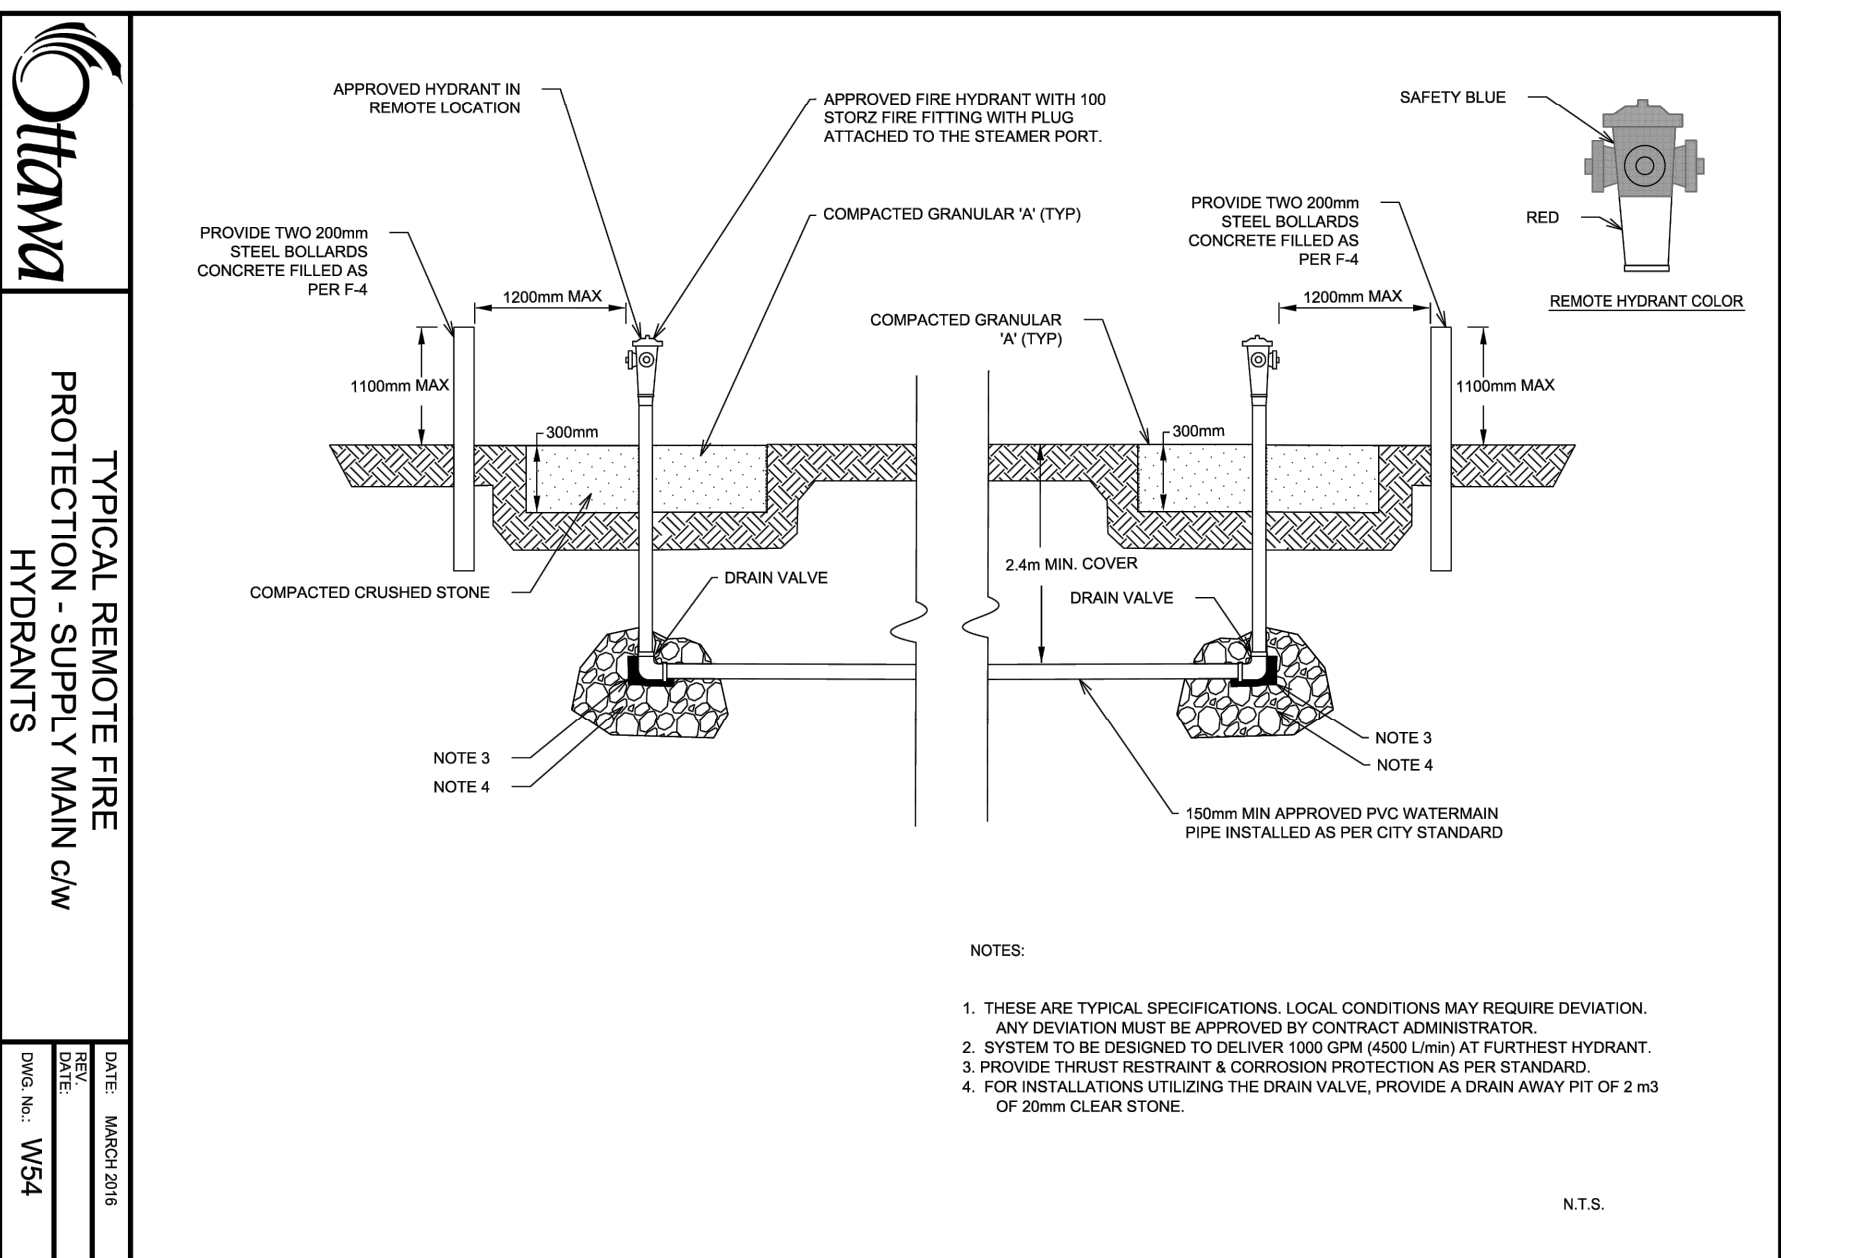 Ottawa
TYPICAL REMOTE FIRE
PROTECTION - SUPPLY MAIN c/w
HYDRANTS
DATE: MARCH 2016
REV.
DATE:
DWG. No.: W54
APPROVED HYDRANT IN
REMOTE LOCATION
APPROVED FIRE HYDRANT WITH 100
STORZ FIRE FITTING WITH PLUG
ATTACHED TO THE STEAMER PORT.
SAFETY BLUE
RED
REMOTE HYDRANT COLOR
PROVIDE TWO 200mm
STEEL BOLLARDS
CONCRETE FILLED AS
PER F-4
COMPACTED GRANULAR 'A' (TYP)
PROVIDE TWO 200mm
STEEL BOLLARDS
CONCRETE FILLED AS
PER F-4
1200mm MAX
1200mm MAX
COMPACTED GRANULAR
'A' (TYP)
1100mm MAX
1100mm MAX
300mm
300mm
2.4m MIN. COVER
COMPACTED CRUSHED STONE
DRAIN VALVE
DRAIN VALVE
NOTE 3
NOTE 4
NOTE 3
NOTE 4
150mm MIN APPROVED PVC WATERMAIN
PIPE INSTALLED AS PER CITY STANDARD
NOTES:
1. THESE ARE TYPICAL SPECIFICATIONS. LOCAL CONDITIONS MAY REQUIRE DEVIATION.
ANY DEVIATION MUST BE APPROVED BY CONTRACT ADMINISTRATOR.
2. SYSTEM TO BE DESIGNED TO DELIVER 1000 GPM (4500 L/min) AT FURTHEST HYDRANT.
3. PROVIDE THRUST RESTRAINT & CORROSION PROTECTION AS PER STANDARD.
4. FOR INSTALLATIONS UTILIZING THE DRAIN VALVE, PROVIDE A DRAIN AWAY PIT OF 2 m3
OF 20mm CLEAR STONE.
N.T.S.